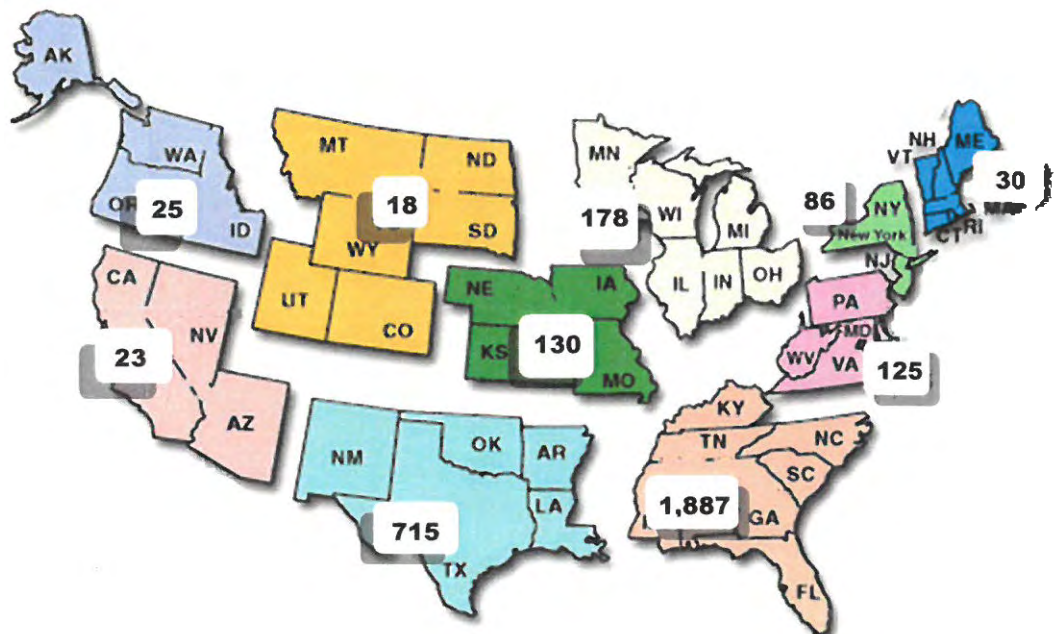 AK
WA
OR
ID
25
MT
ND
18
WY
SD
UT
CO
MN
WI
MI
178
IL
IN
OH
NH
ME
VT
30
MA
RI
CT
86
NY
New York
NJ
CA
NV
23
AZ
NE
IA
KS
130
MO
PA
MD
WV
VA
125
NM
OK
AR
LA
715
TX
KY
TN
NC
SC
1,887
GA
FL